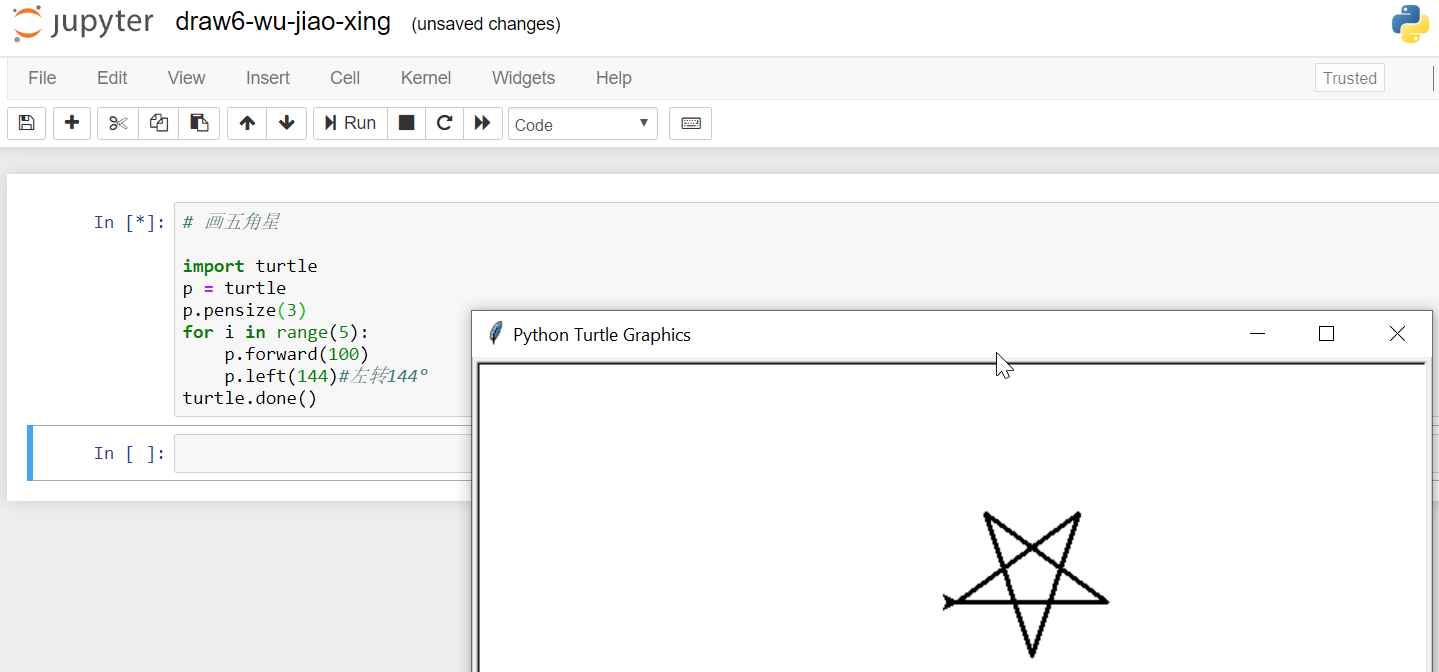 jupyter draw6-wu-jiao-xing (unsaved changes)
File Edit View Insert Cell Kernel Widgets Help Trusted
Run Code
In [*]: # 画五角星
import turtle
p = turtle
p.pensize(3)
for i in range(5):
    p.forward(100)
    p.left(144)#左转144°
turtle.done()
Python Turtle Graphics
In [ ]: